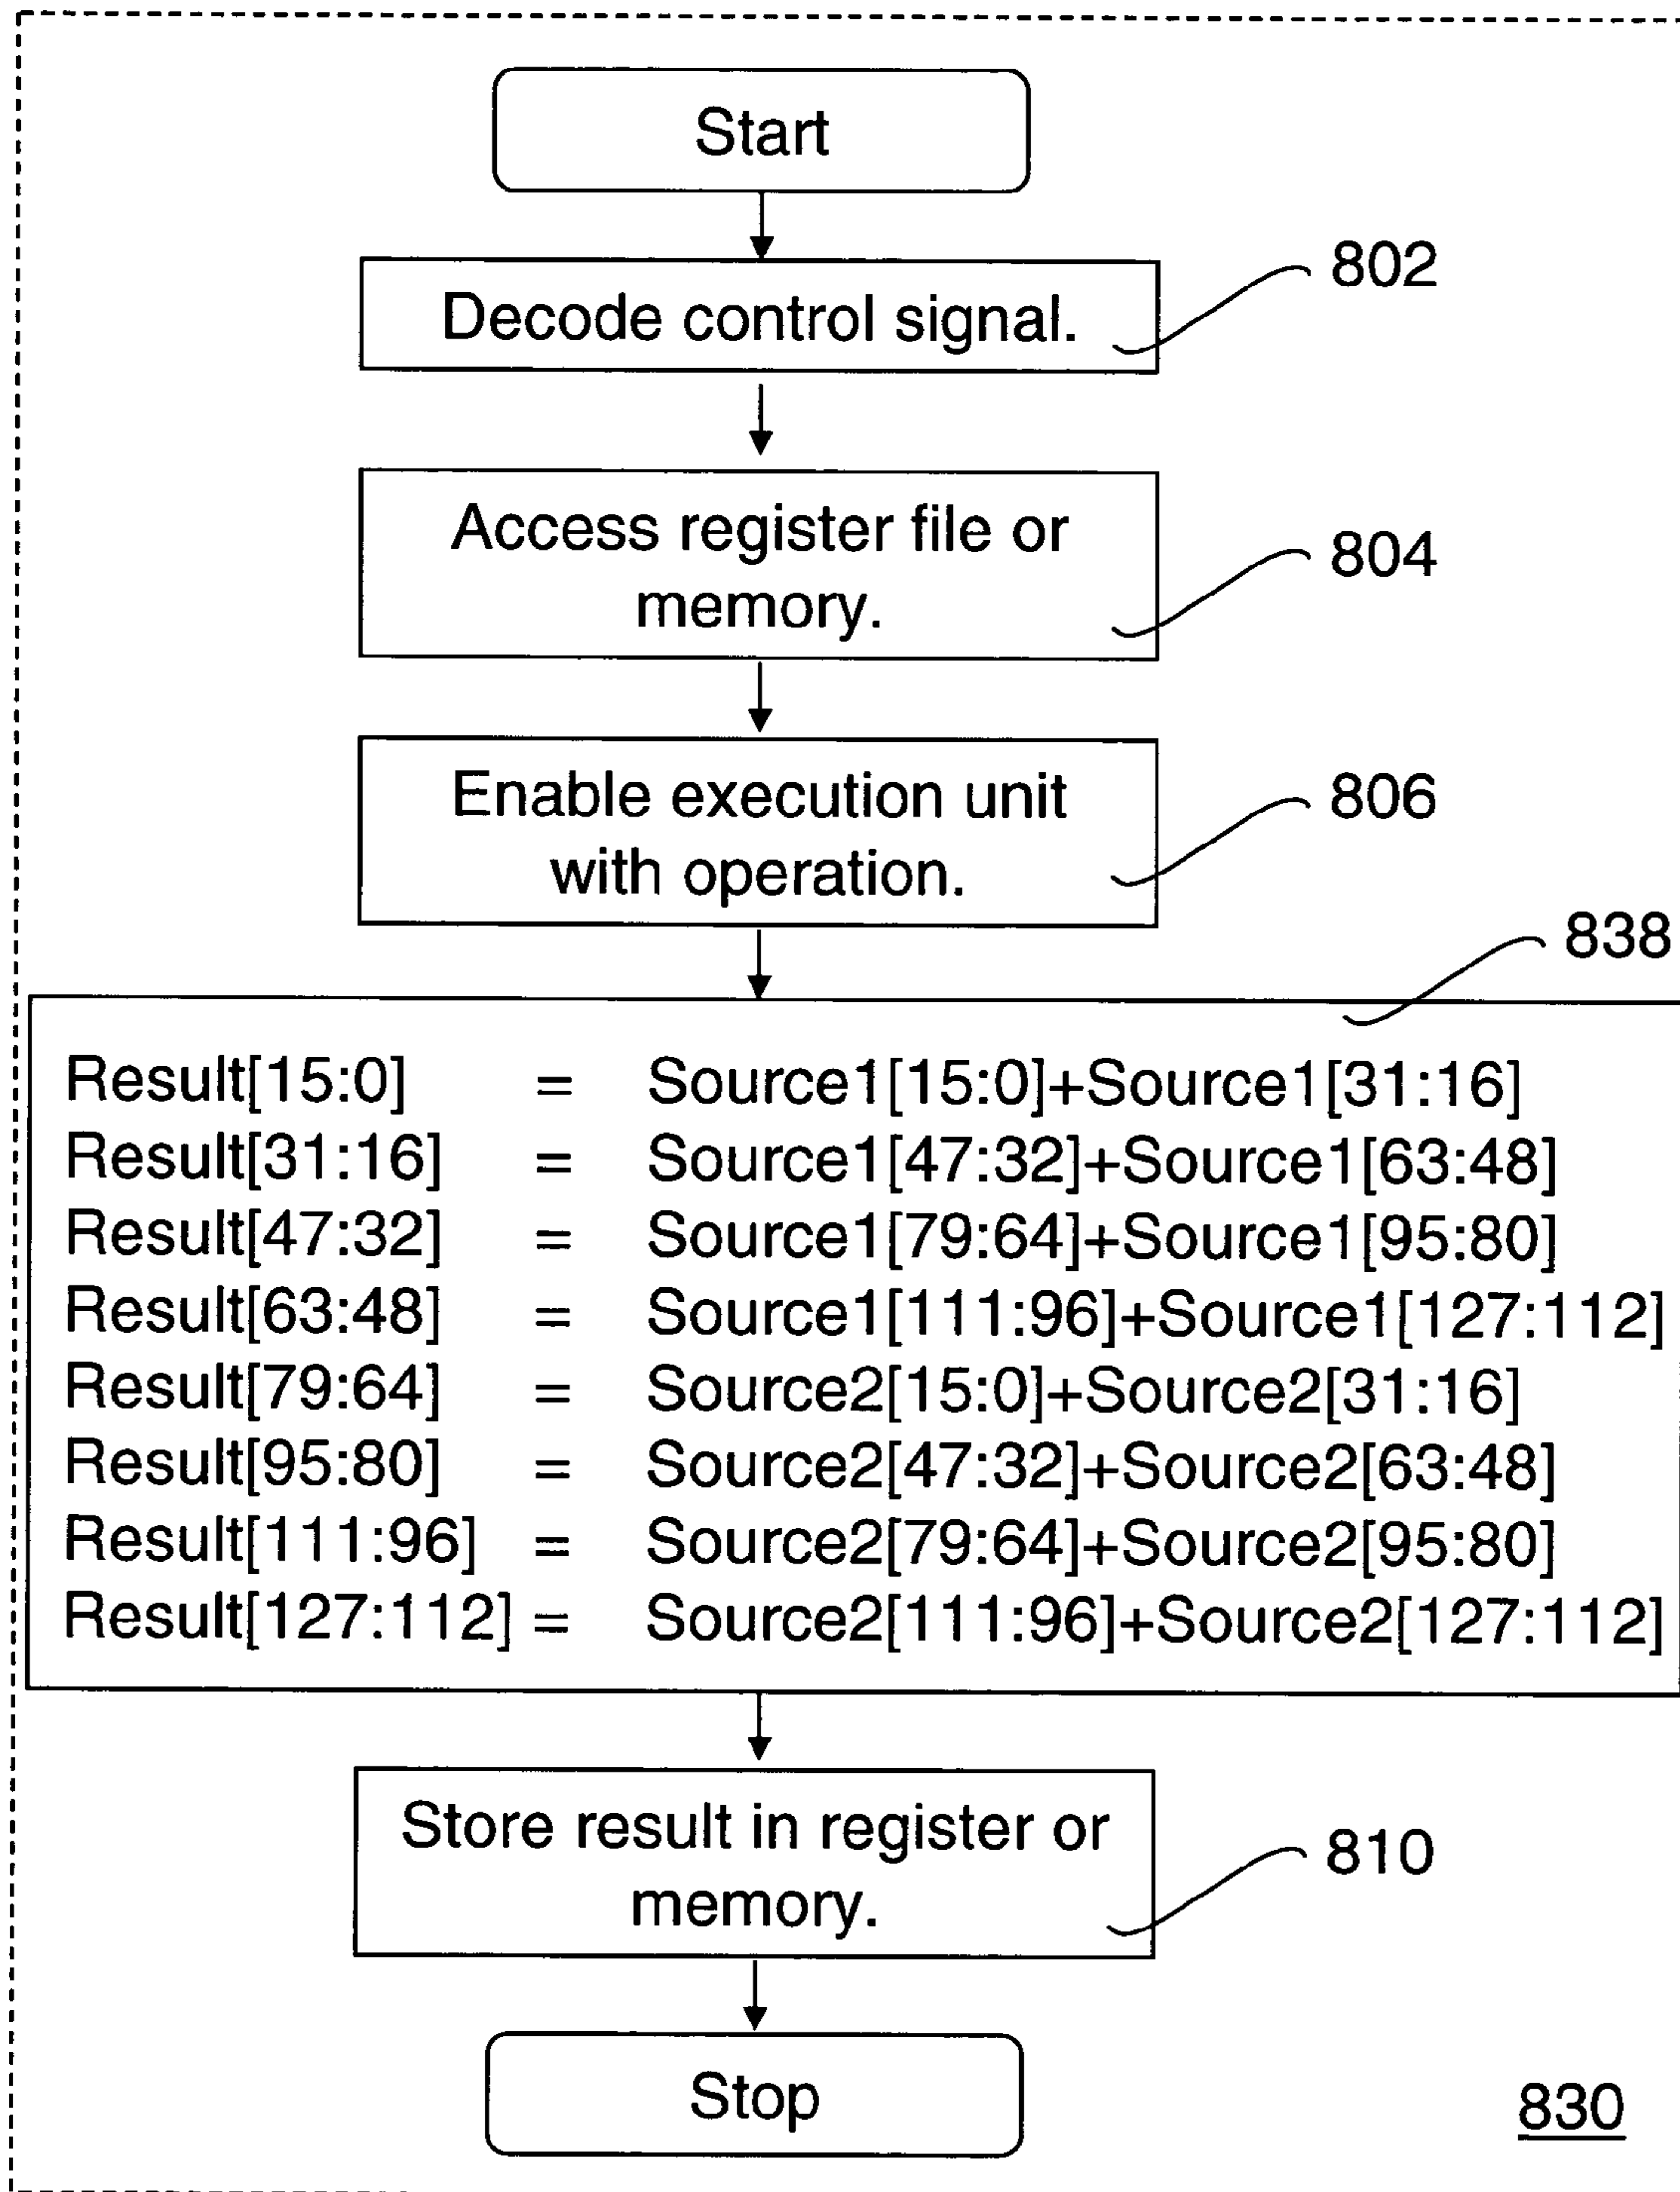 Start
802
Decode control signal.
Access register file or
memory.
804
Enable execution unit
with operation.
806
838
Result[15:0] = Source1[15:0]+Source1[31:16]
Result[31:16] = Source1[47:32]+Source1[63:48]
Result[47:32] = Source1[79:64]+Source1[95:80]
Result[63:48] = Source1[111:96]+Source1[127:112]
Result[79:64] = Source2[15:0]+Source2[31:16]
Result[95:80] = Source2[47:32]+Source2[63:48]
Result[111:96] = Source2[79:64]+Source2[95:80]
Result[127:112] = Source2[111:96]+Source2[127:112]
Store result in register or
memory.
810
Stop
830